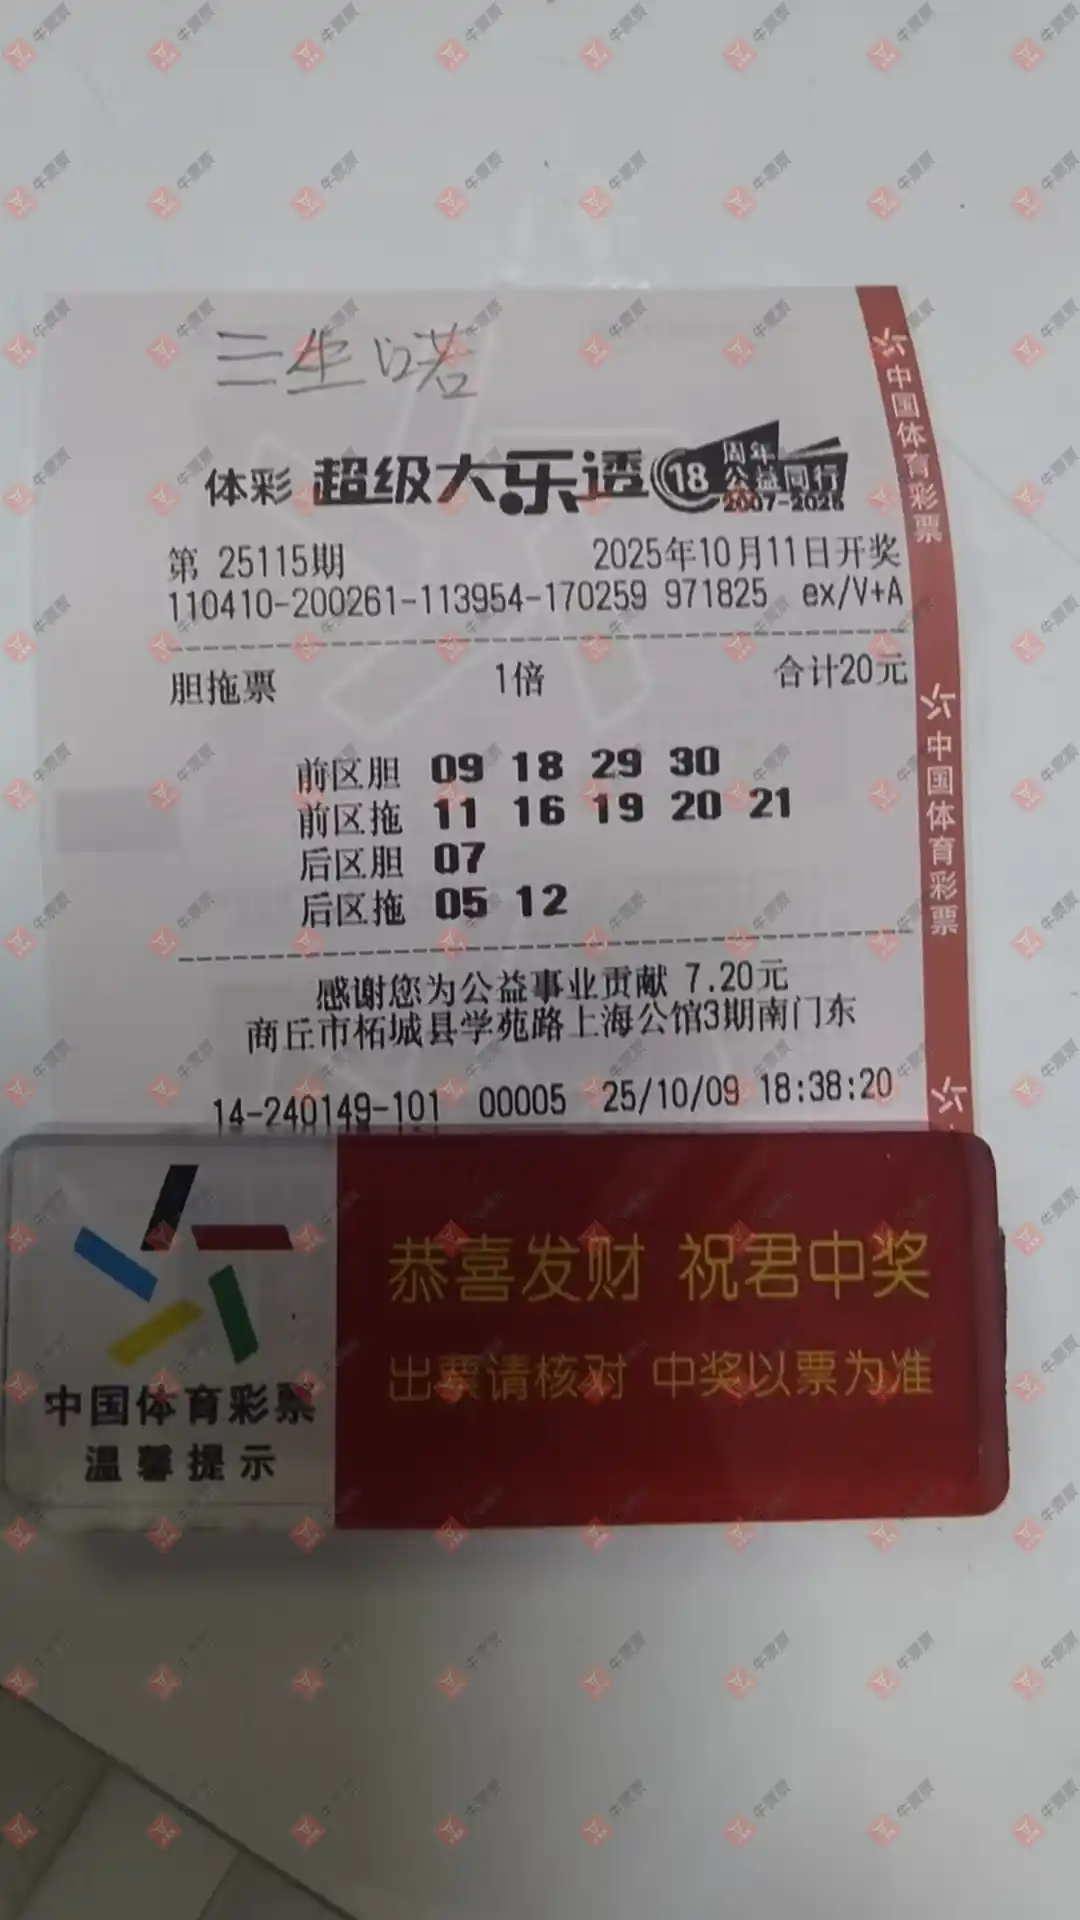 三生口若
体彩 超级大乐透 18 周年 公益同行 2007-2025
第 25115期 2025年10月11日开奖
110410-200261-113954-170259 971825 ex/V+A
胆拖票 1倍 合计20元
前区胆 09 18 29 30
前区拖 11 16 19 20 21
后区胆 07
后区拖 05 12
感谢您为公益事业贡献 7.20元
商丘市柘城县学苑路上海公馆3期南门东
14-240149-101 00005 25/10/09 18:38:20
中国体育彩票
中国体育彩票
恭喜发财 祝君中奖
出票请核对 中奖以票为准
中国体育彩票
温馨提示
牛票票